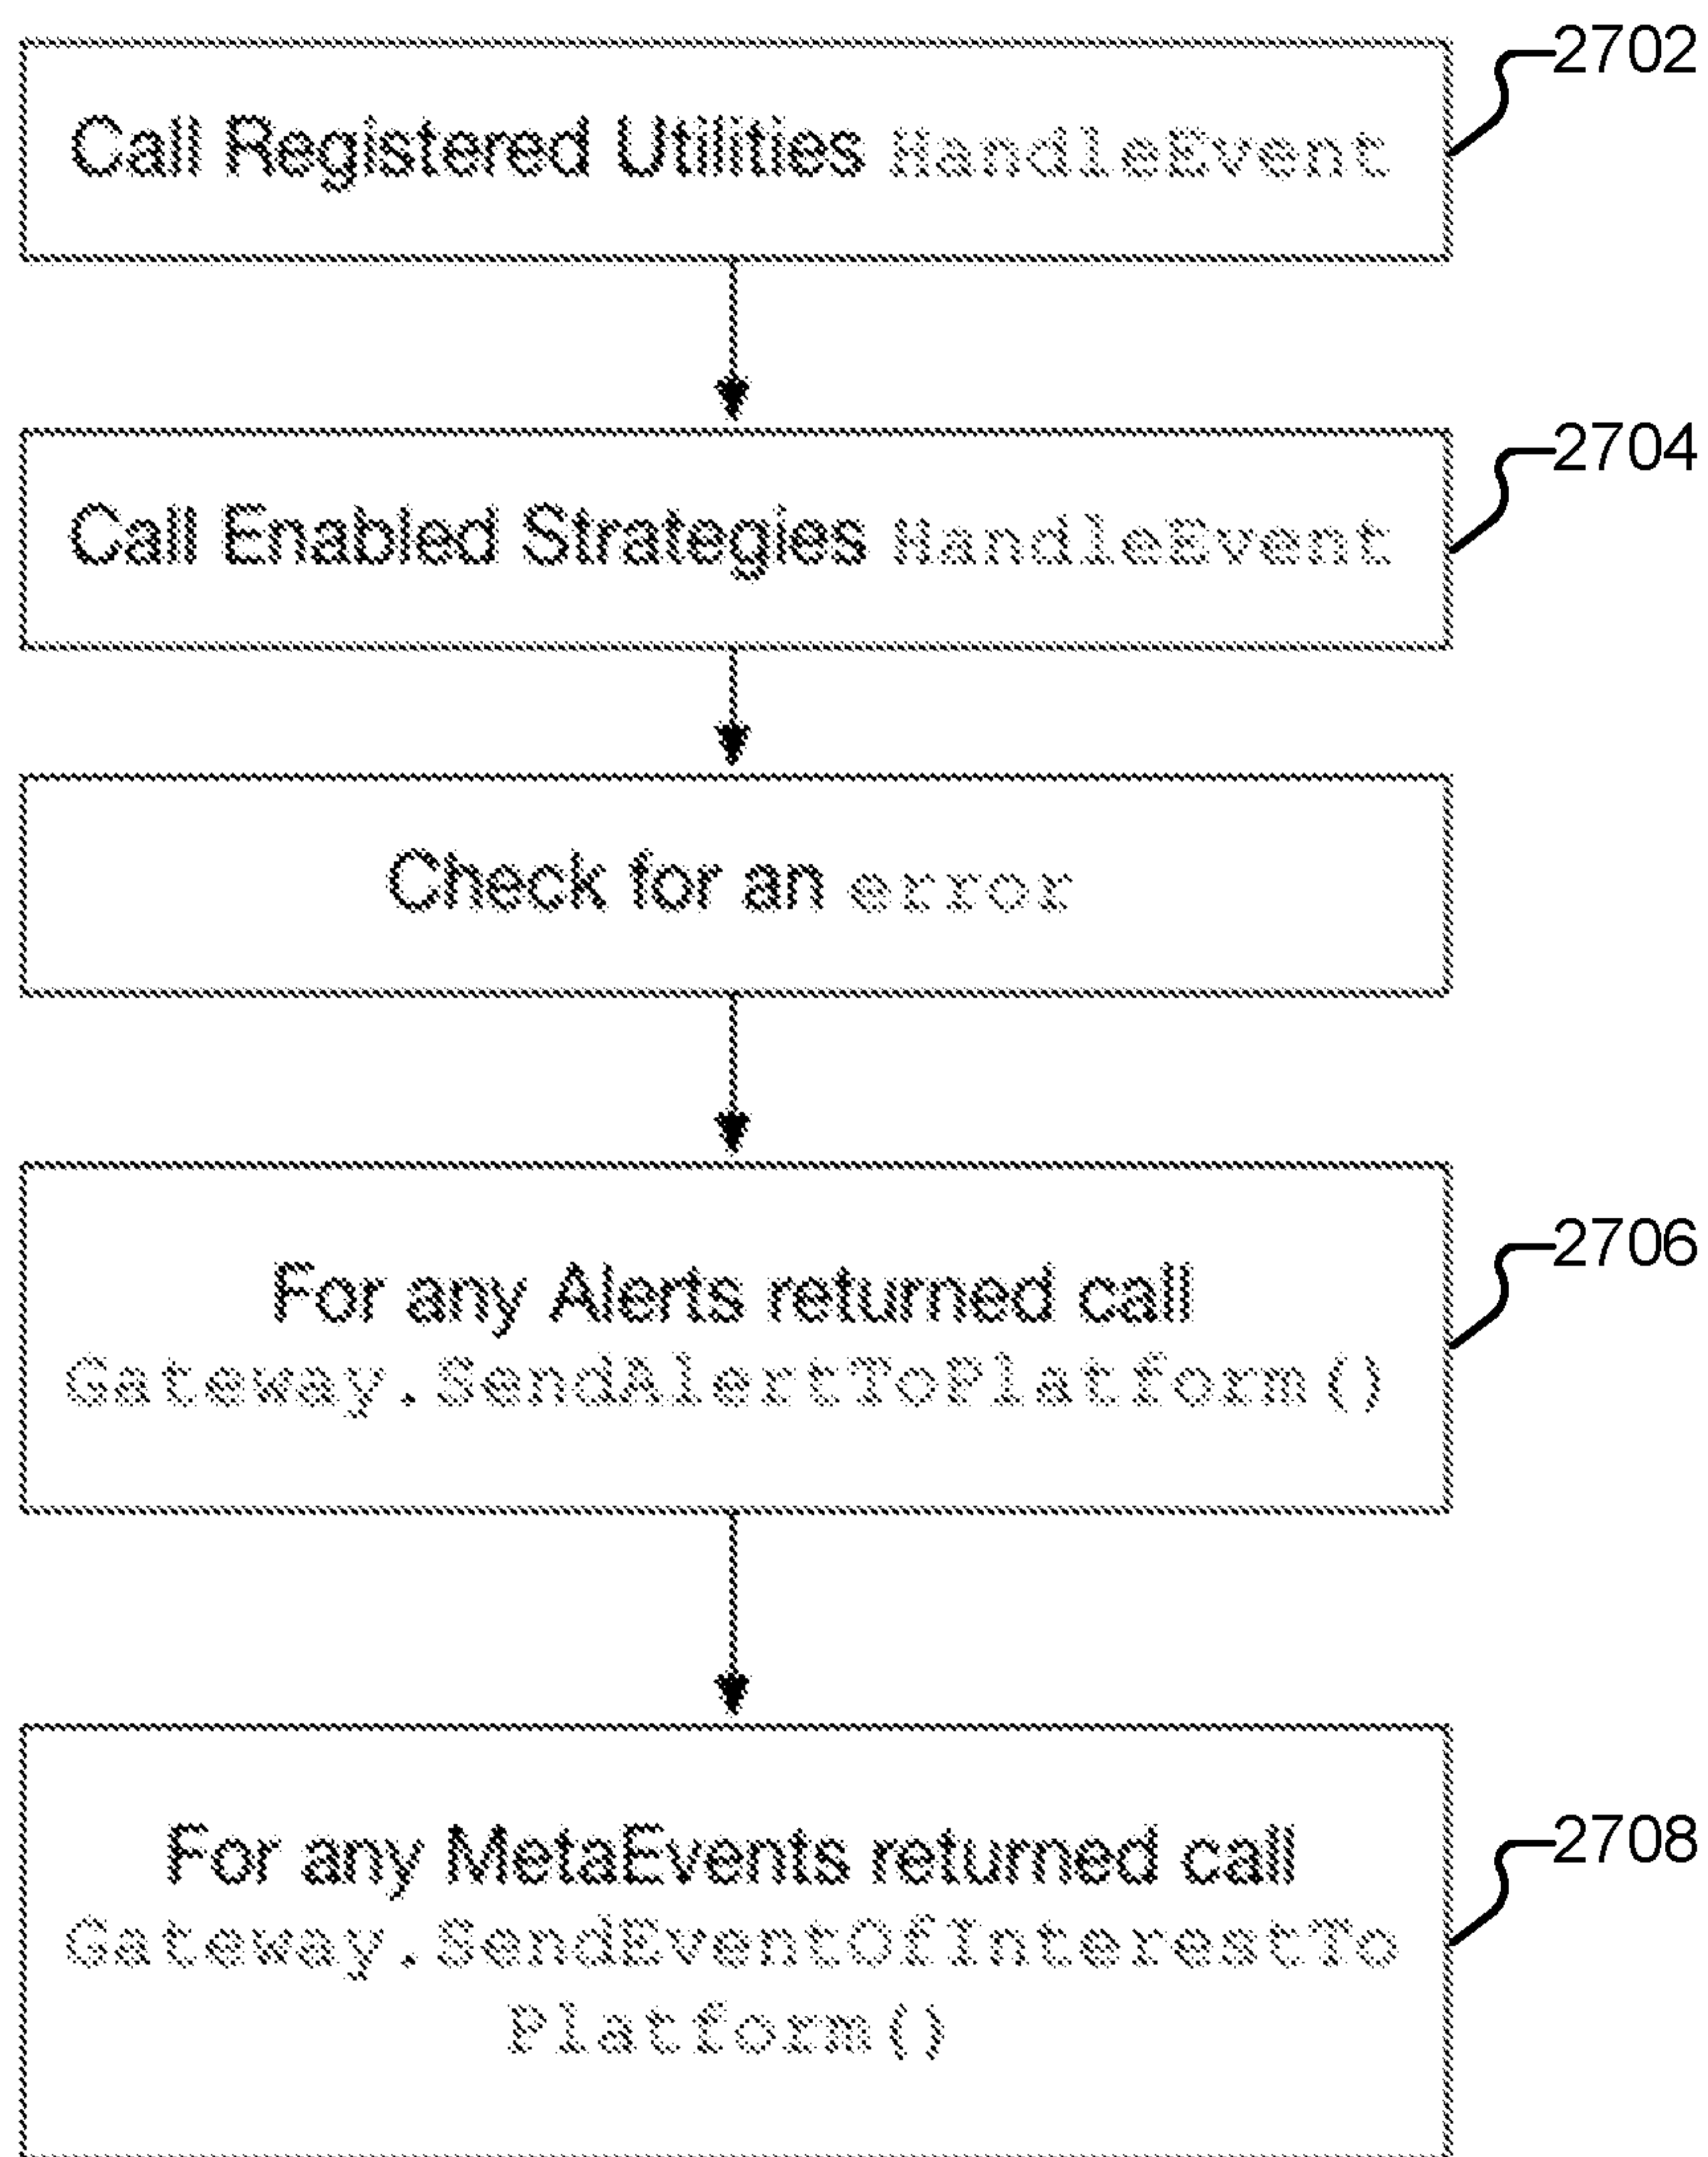 2702
Call Registered Utilities HandleEvent
2704
Call Enabled Strategies HandleEvent
Check for an error
2706
For any Alerts returned call
Gateway.SendAlertToPlatform()
2708
For any MetaEvents returned call
Gateway.SendEventOfInterestTo
Platform()